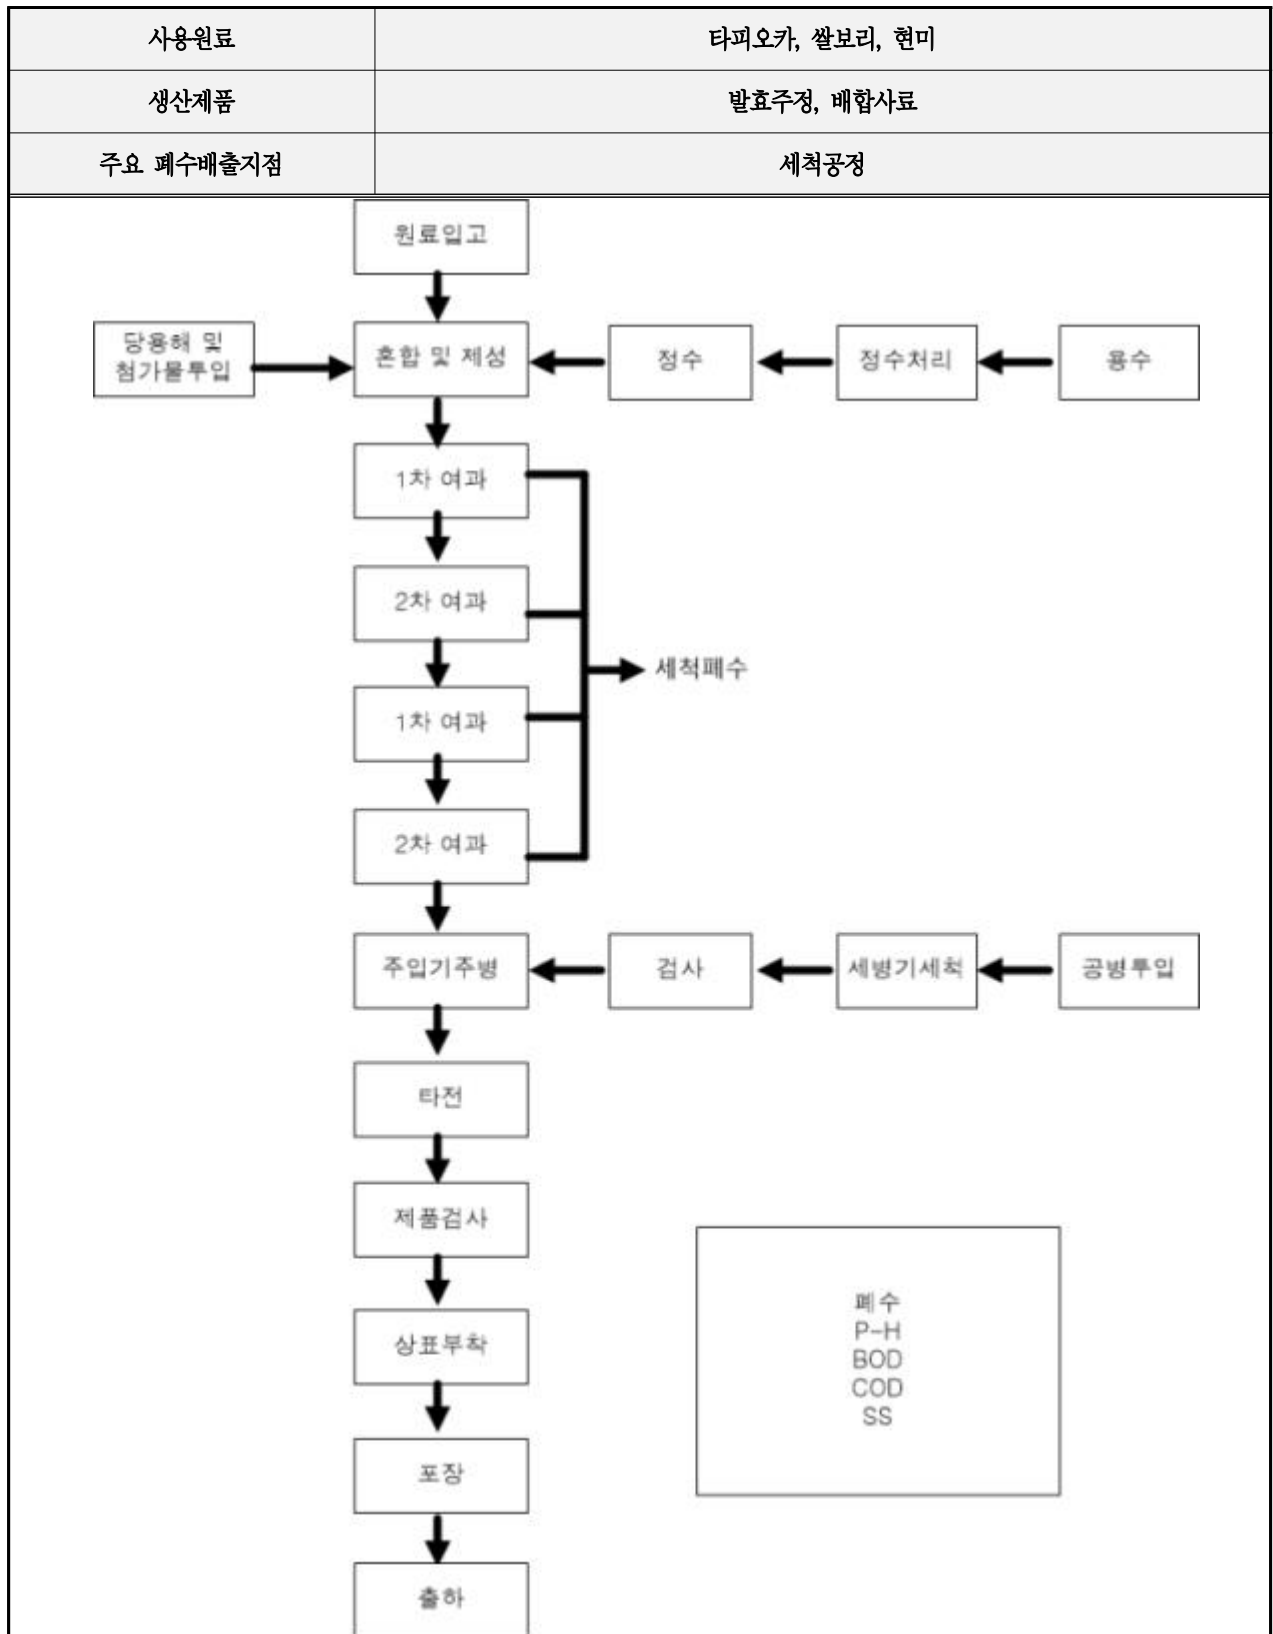 사용원료 타피오카, 쌀보리, 현미
생산제품 발효주정, 배합사료
주요 폐수배출지점 세척공정
원료입고
당용해 및
첨가물투입
혼합 및 제성
정수
정수처리
용수
1차 여과
2차 여과
세척폐수
1차 여과
2차 여과
주입기주병
검사
세병기세척
공병투입
타전
제품검사
상표부착
포장
출하
폐수
P-H
BOD
COD
SS